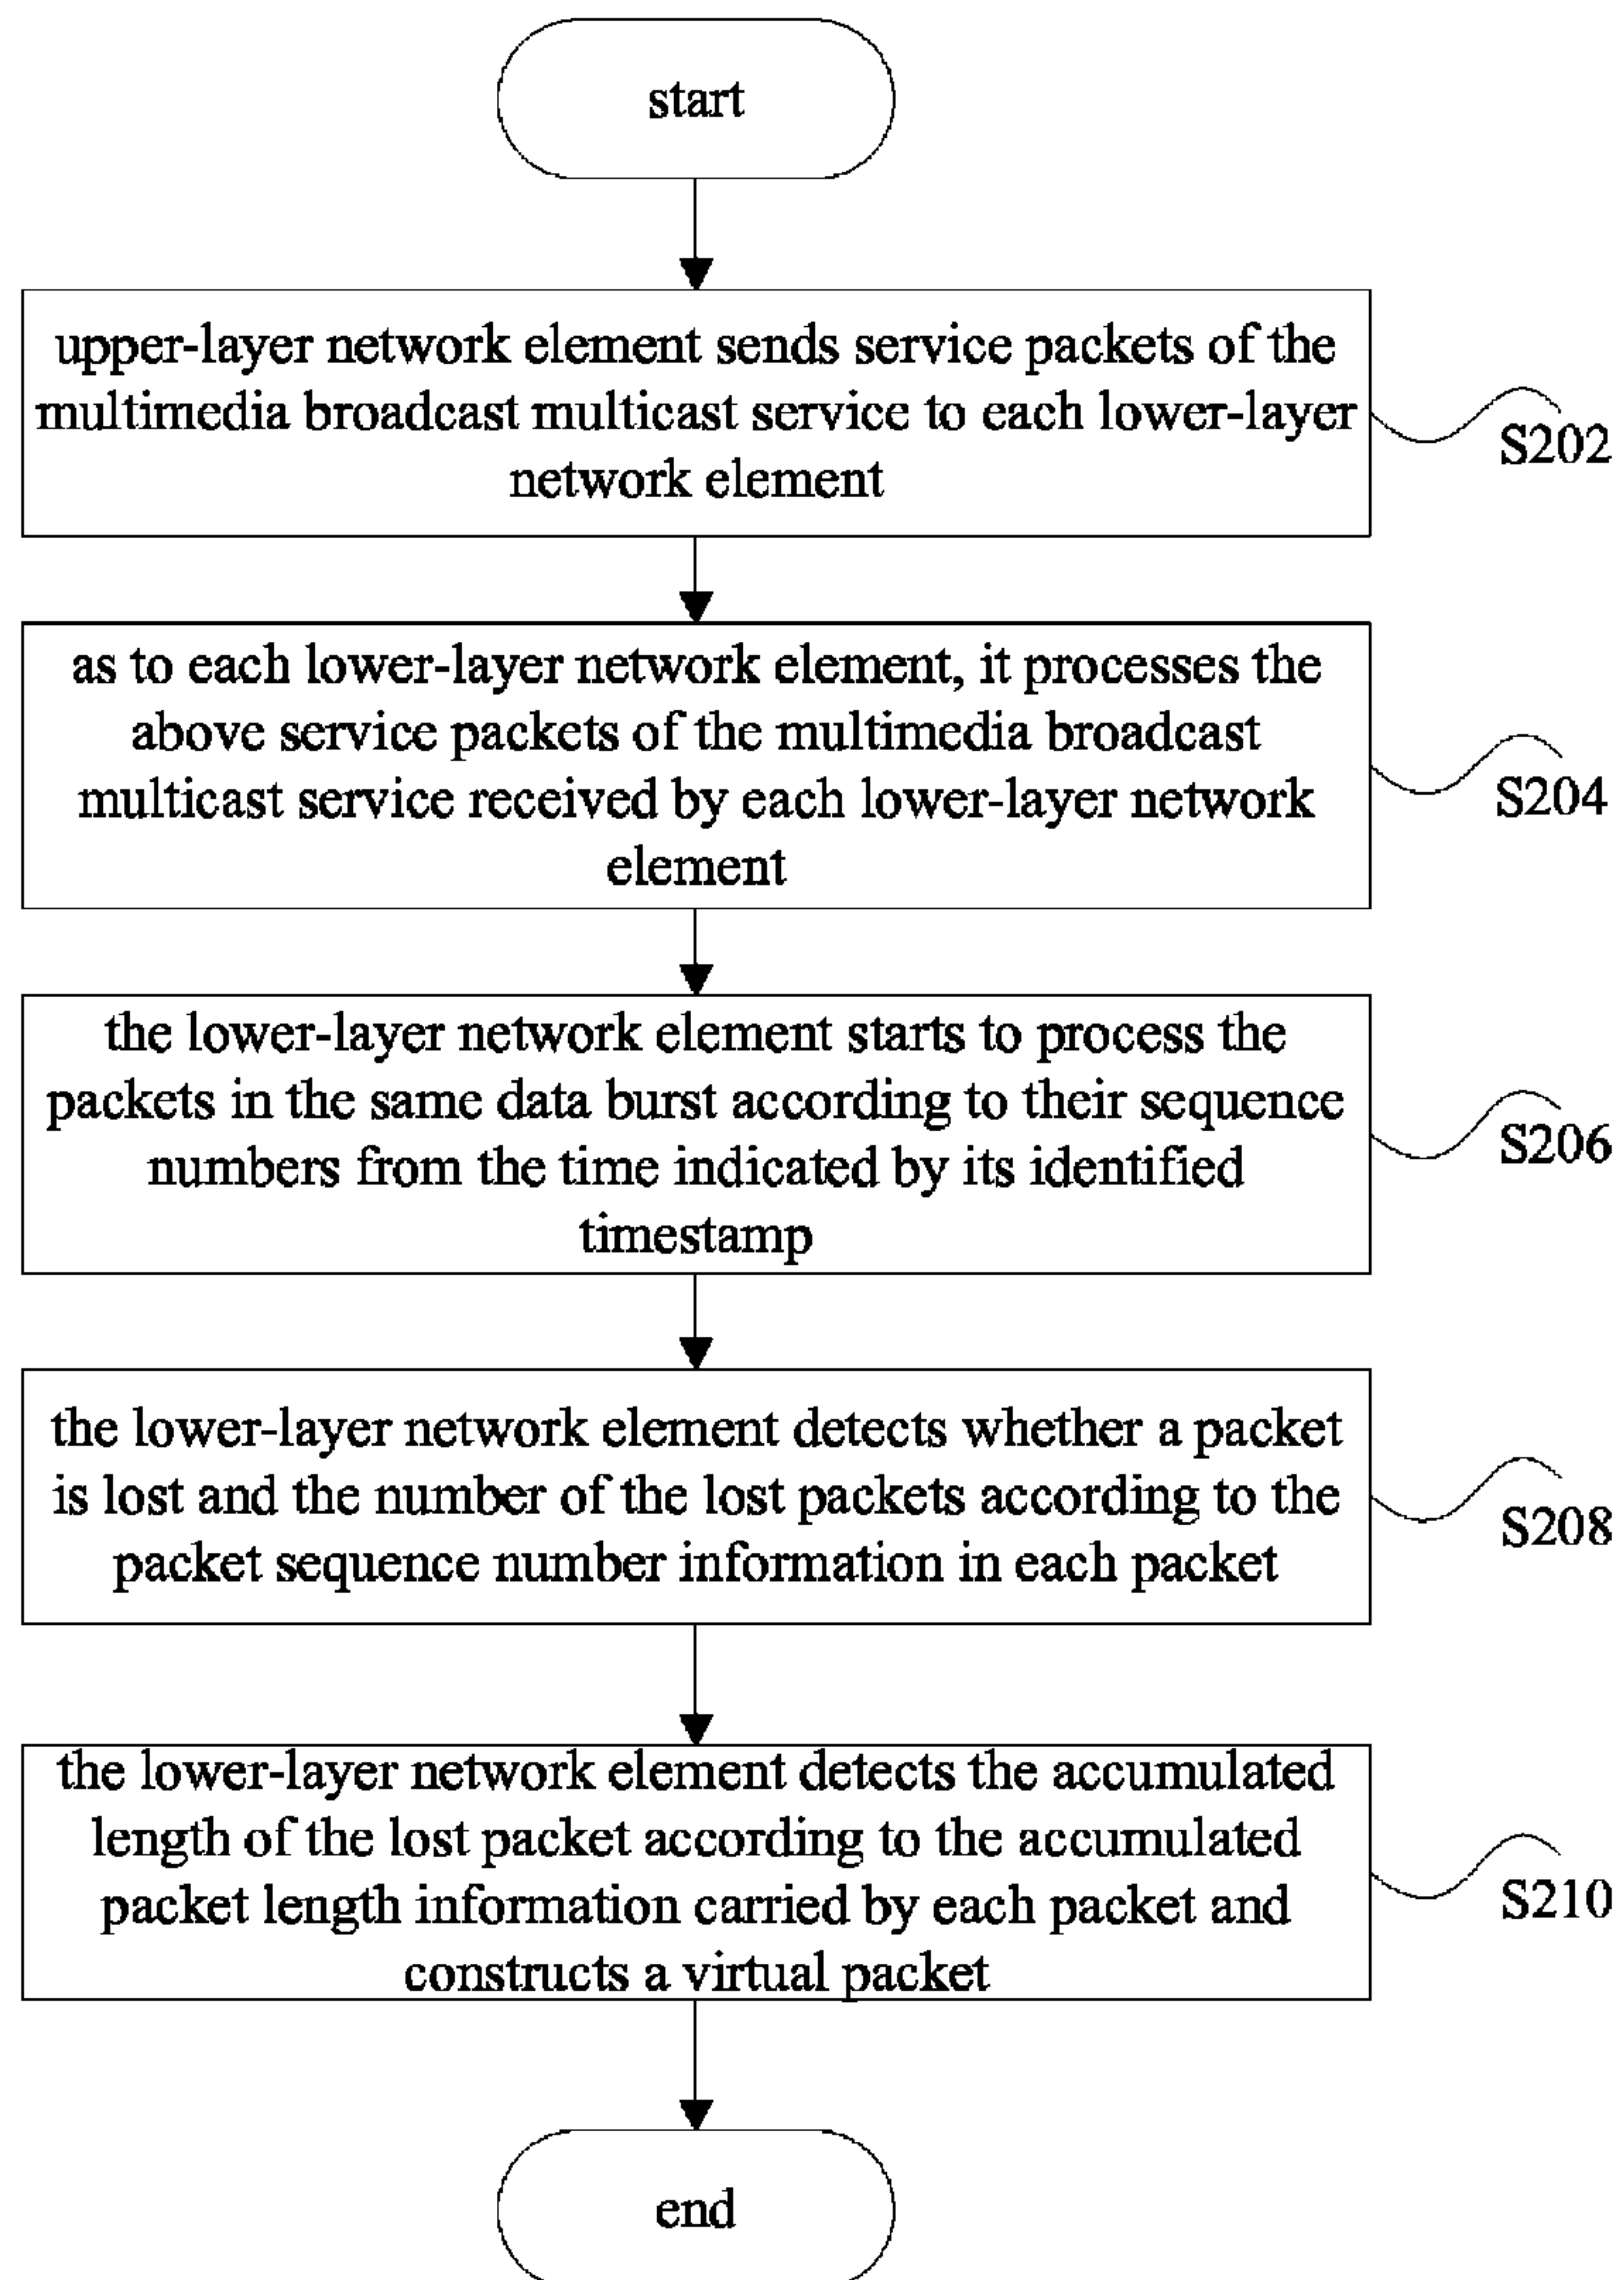 start
upper-layer network element sends service packets of the
multimedia broadcast multicast service to each lower-layer
network element
S202
as to each lower-layer network element, it processes the
above service packets of the multimedia broadcast
multicast service received by each lower-layer network
element
S204
the lower-layer network element starts to process the
packets in the same data burst according to their sequence
numbers from the time indicated by its identified
timestamp
S206
the lower-layer network element detects whether a packet
is lost and the number of the lost packets according to the
packet sequence number information in each packet
S208
the lower-layer network element detects the accumulated
length of the lost packet according to the accumulated
packet length information carried by each packet and
constructs a virtual packet
S210
end